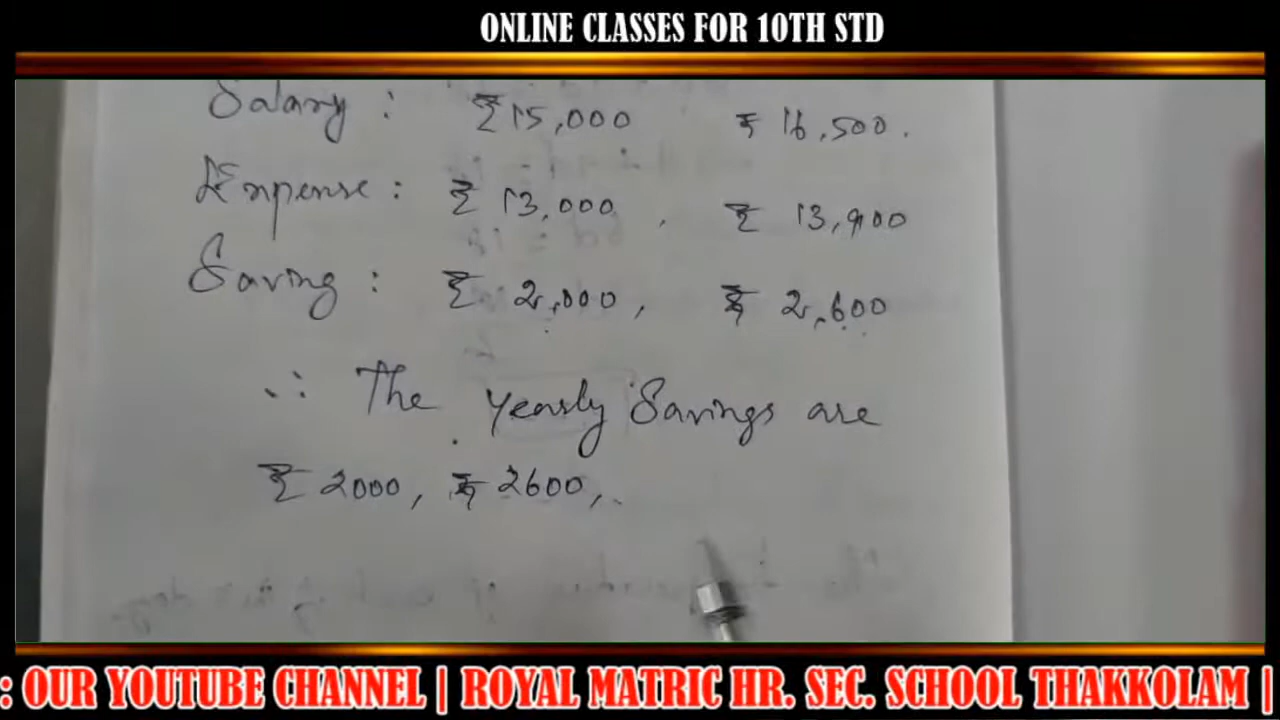 ONLINE CLASSES FOR 10TH STD
Salary : ₹ 15,000 ₹ 16,500.
Expense : ₹ 13,000 , ₹ 13,900
Saving : ₹ 2,000, ₹ 2,600
∴ The yearly Savings are
₹ 2000, ₹ 2600,
: OUR YOUTUBE CHANNEL | ROYAL MATRIC HR. SEC. SCHOOL THAKKOLAM |